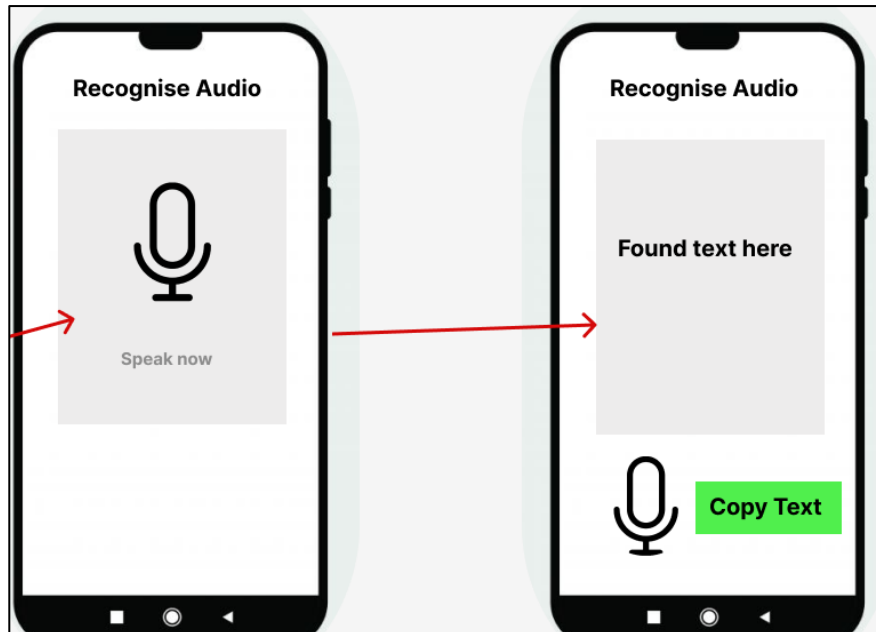 Recognise Audio
Speak now
Recognise Audio
Found text here
Copy Text